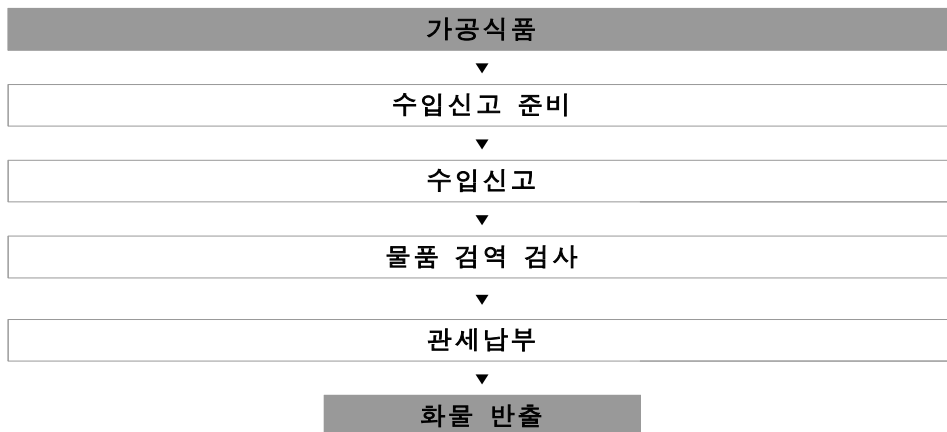 가공식품
▼
수입신고 준비
▼
수입신고
▼
물품 검역 검사
▼
관세납부
▼
화물 반출